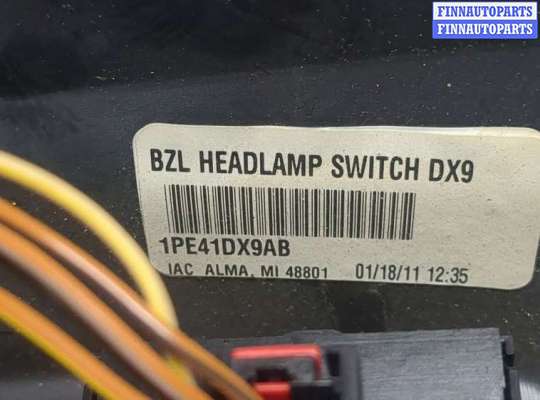 FINNAUTOPARTS
FINNAUTOPARTS
BZL HEADLAMP SWITCH DX9
1PE41DX9AB
IAC ALMA, MI 48801 01/18/11 12:35